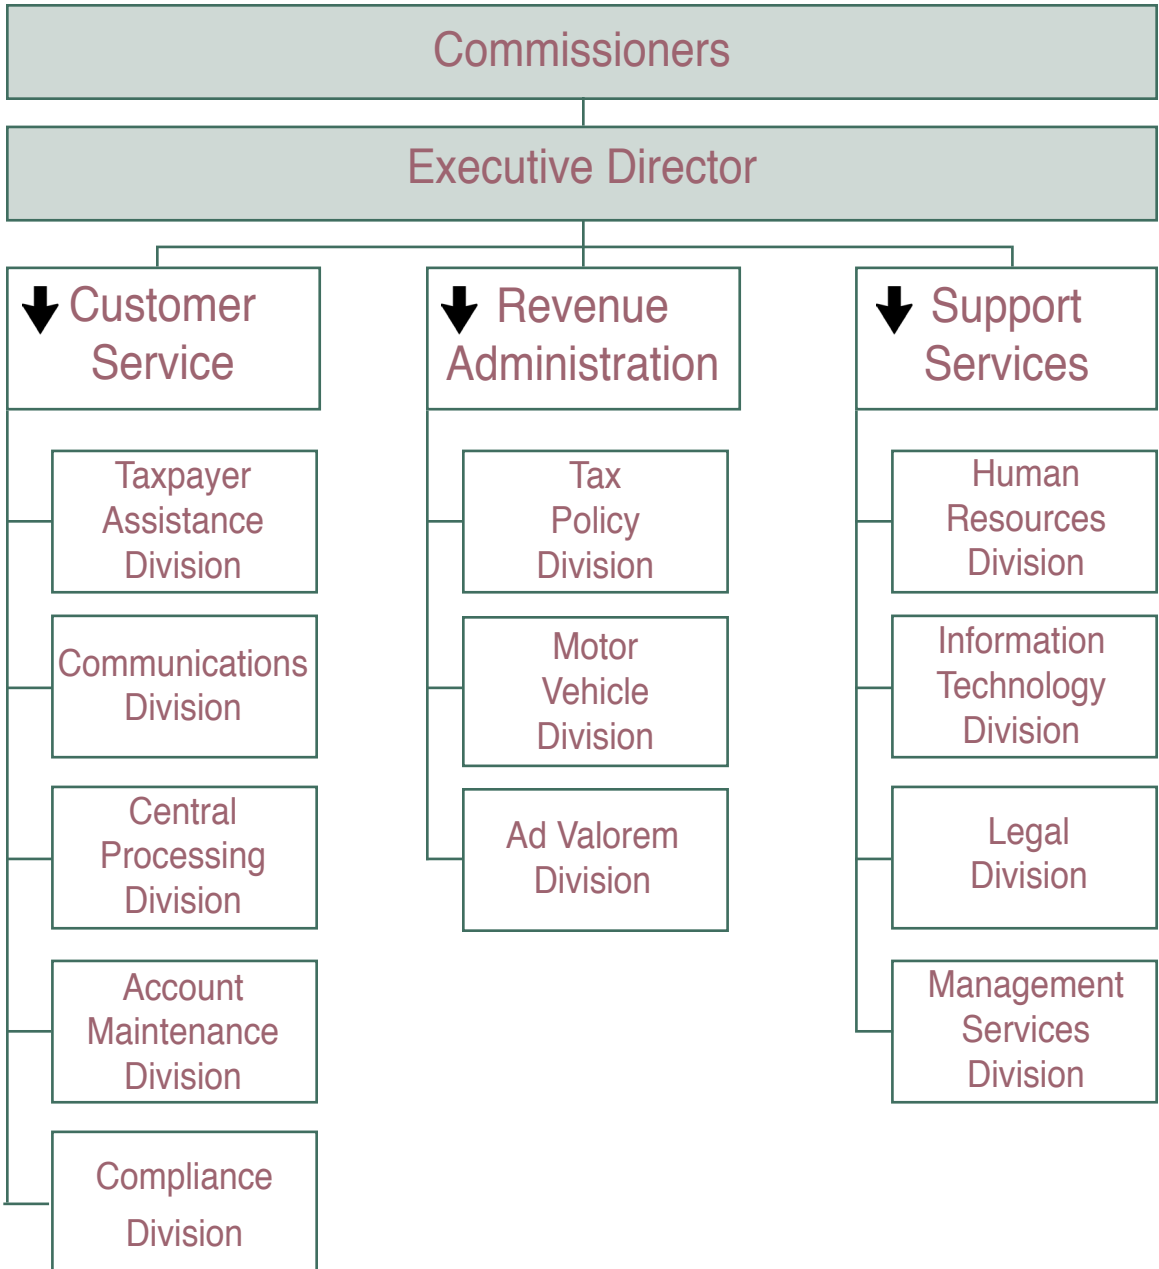 Commissioners
Executive Director
Customer
Service
Taxpayer
Assistance
Division
Communications
Division
Central
Processing
Division
Account
Maintenance
Division
Compliance
Division
Revenue
Administration
Tax
Policy
Division
Motor
Vehicle
Division
Ad Valorem
Division
Support
Services
Human
Resources
Division
Information
Technology
Division
Legal
Division
Management
Services
Division